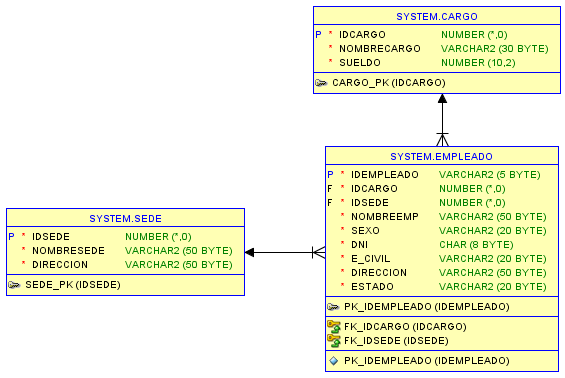 SYSTEM.CARGO
P * IDCARGO NUMBER (*,0)
* NOMBRECARGO VARCHAR2 (30 BYTE)
* SUELDO NUMBER (10,2)
CARGO_PK (IDCARGO)
SYSTEM.EMPLEADO
P * IDEMPLEADO VARCHAR2 (5 BYTE)
F * IDCARGO NUMBER (*,0)
F * IDSEDE NUMBER (*,0)
* NOMBREEMP VARCHAR2 (50 BYTE)
* SEXO VARCHAR2 (20 BYTE)
* DNI CHAR (8 BYTE)
* E_CIVIL VARCHAR2 (20 BYTE)
* DIRECCION VARCHAR2 (50 BYTE)
* ESTADO VARCHAR2 (20 BYTE)
PK_IDEMPLEADO (IDEMPLEADO)
FK_IDCARGO (IDCARGO)
FK_IDSEDE (IDSEDE)
PK_IDEMPLEADO (IDEMPLEADO)
SYSTEM.SEDE
P * IDSEDE NUMBER (*,0)
* NOMBRESEDE VARCHAR2 (50 BYTE)
* DIRECCION VARCHAR2 (50 BYTE)
SEDE_PK (IDSEDE)